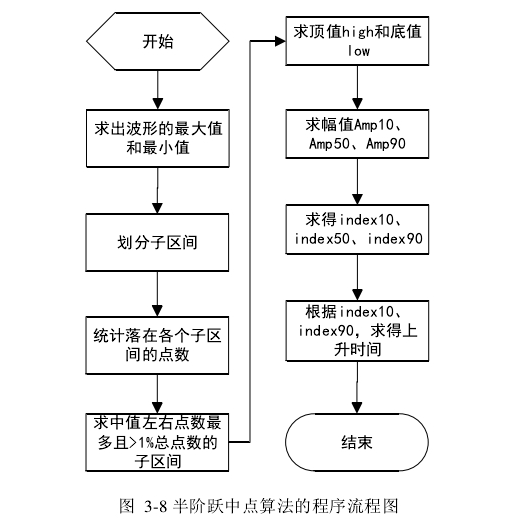 开始
求出波形的最大值
和最小值
划分子区间
统计落在各个子区
间的点数
求中值左右点数最
多且>1%总点数的
子区间
求顶值high和底值
low
求幅值Amp10、
Amp50、Amp90
求得index10、
index50、index90
根据index10、
index90，求得上
升时间
结束
图 3-8 半阶跃中点算法的程序流程图